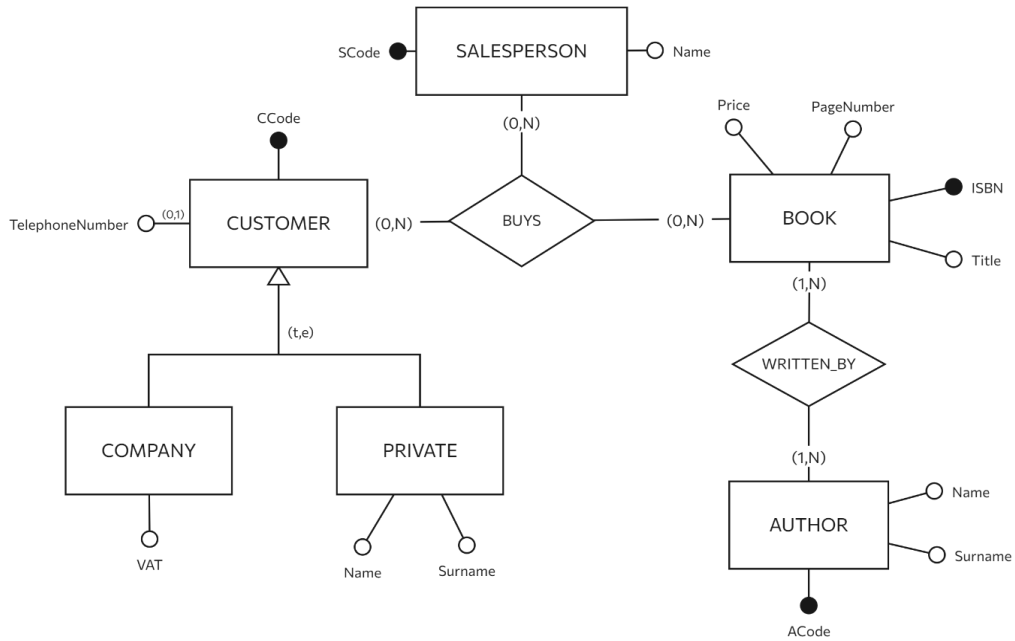 SCode
SALESPERSON
Name
(0,N)
Price
PageNumber
CCode
TelephoneNumber
(0,1)
CUSTOMER
(0,N)
BUYS
(0,N)
BOOK
ISBN
Title
(1,N)
(t,e)
WRITTEN_BY
COMPANY
PRIVATE
(1,N)
VAT
Name
Surname
AUTHOR
Name
Surname
ACode